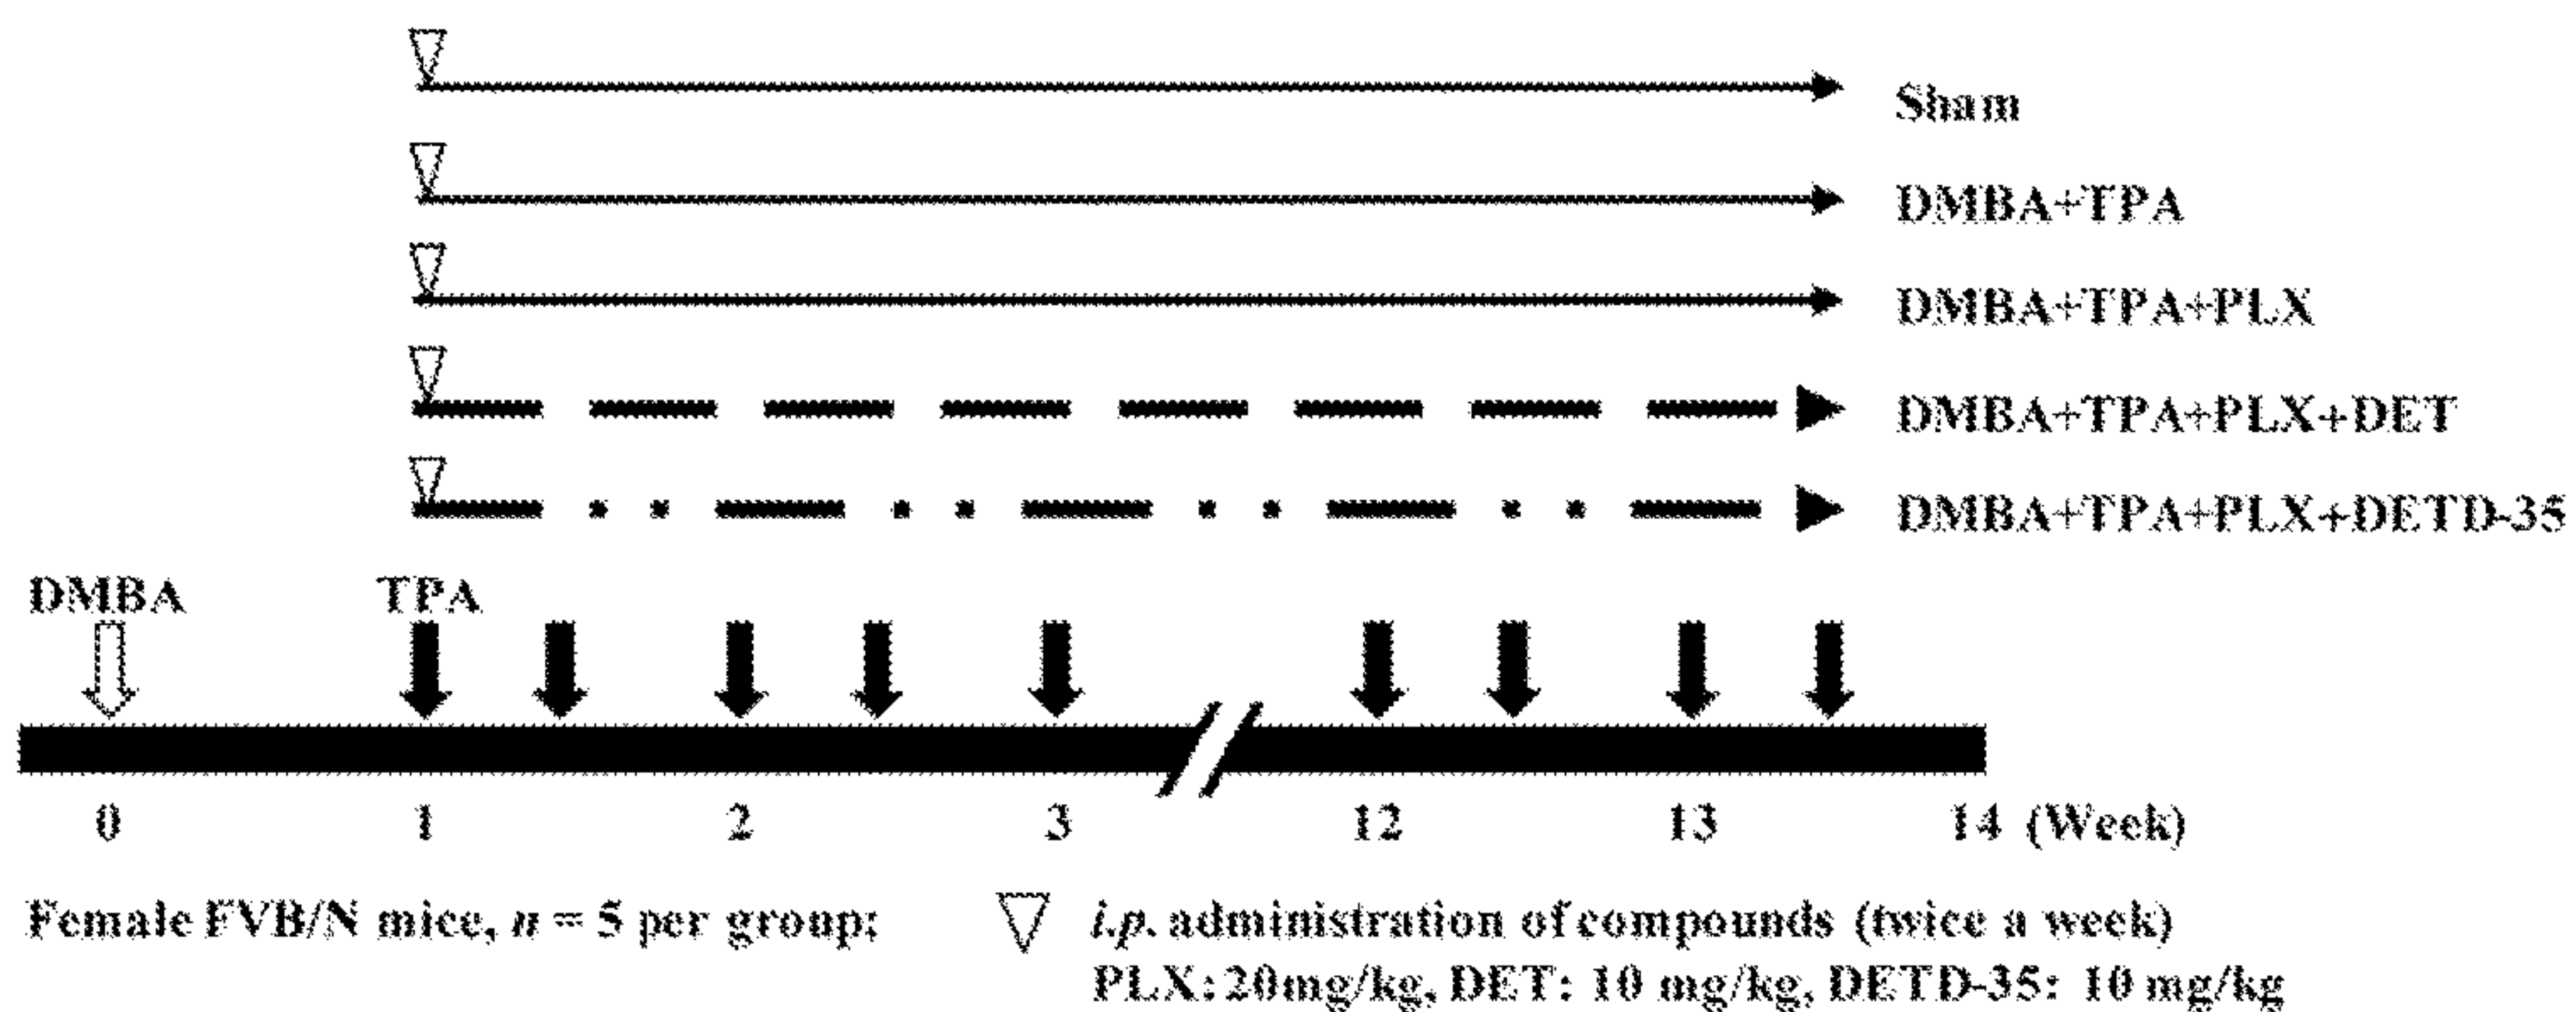 Sham
DMBA+TPA
DMBA+TPA+PLX
DMBA+TPA+PLX+DET
DMBA+TPA+PLX+DETD-35
DMBA TPA
0 1 2 3 12 13 14 (Week)
Female FVB/N mice, n = 5 per group; i.p. administration of compounds (twice a week)
PLX: 20mg/kg, DET: 10 mg/kg, DETD-35: 10 mg/kg